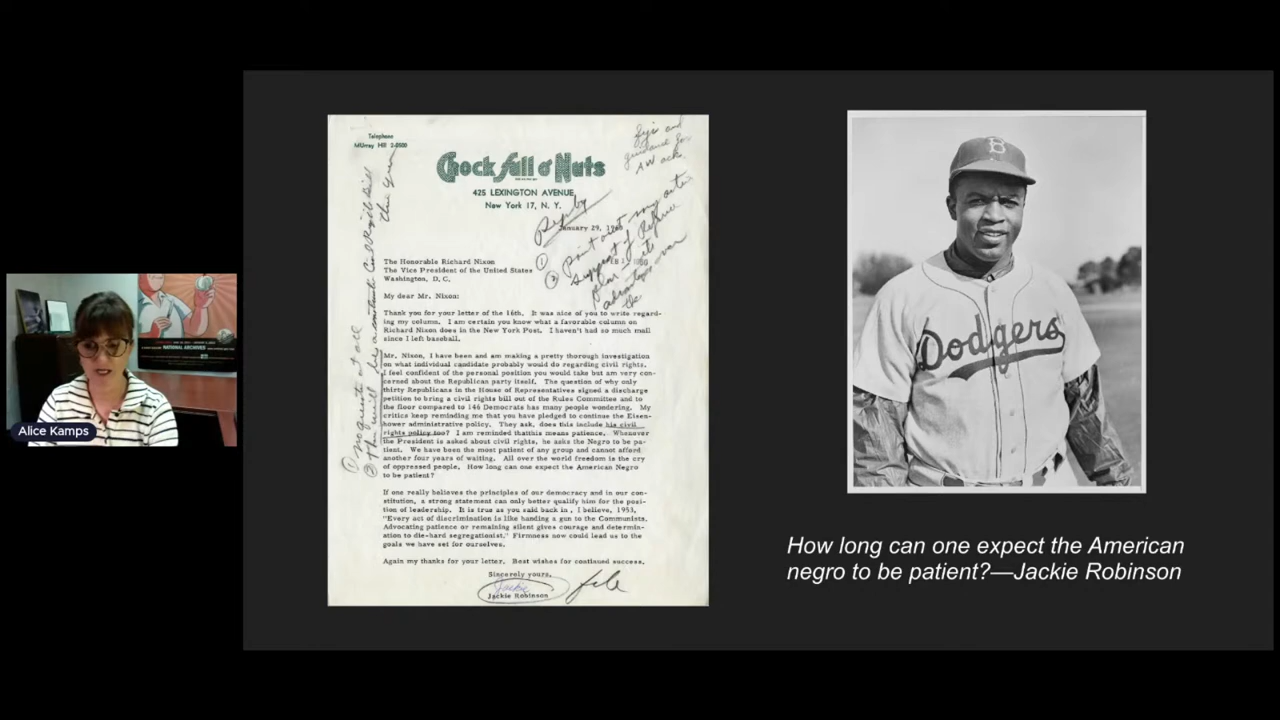 Telephone
MUrray Hill 2-0500
Chock full o' Nuts
425 LEXINGTON AVENUE,
New York 17, N. Y.
January 29, 19
Reply
The Honorable Richard Nixon
The Vice President of the United States
Washington, D. C.
My dear Mr. Nixon:
Thank you for your letter of the 16th. It was nice of you to write regard-
ing my column. I am certain you know what a favorable column on
Richard Nixon does in the New York Post. I haven't had so much mail
since I left baseball.
Mr. Nixon, I have been and am making a pretty thorough investigation
on what individual candidate probably would do regarding civil rights.
I feel confident of the personal position you would take but am very con-
cerned about the Republican party itself. The question of why only
thirty Republicans in the House of Representatives signed a discharge
petition to bring a civil rights bill out of the Rules Committee and to
the floor compared to 146 Democrats has many people wondering. My
critics keep reminding me that you have pledged to continue the Eisen-
hower administrative policy. They ask, does this include his civil
rights policy too? I am reminded thatthis means patience. Whenever
the President is asked about civil rights, he asks the Negro to be pa-
tient. We have been the most patient of any group and cannot afford
another four years of waiting. All over the world freedom is the cry
of oppressed people. How long can one expect the American Negro
to be patient?
If one really believes the principles of our democracy and in our con-
stitution, a strong statement can only better qualify him for the posi-
tion of leadership. It is true as you said back in , I believe, 1953,
"Every act of discrimination is like handing a gun to the Communists.
Advocating patience or remaining silent gives courage and determin-
ation to die-hard segregationist." Firmness now could lead us to the
goals we have set for ourselves.
Again my thanks for your letter. Best wishes for continued success.
Sincerely yours,
Jackie
Jackie Robinson
file
B
Dodgers
How long can one expect the American
negro to be patient?—Jackie Robinson
NATIONAL ARCHIVES
Alice Kamps